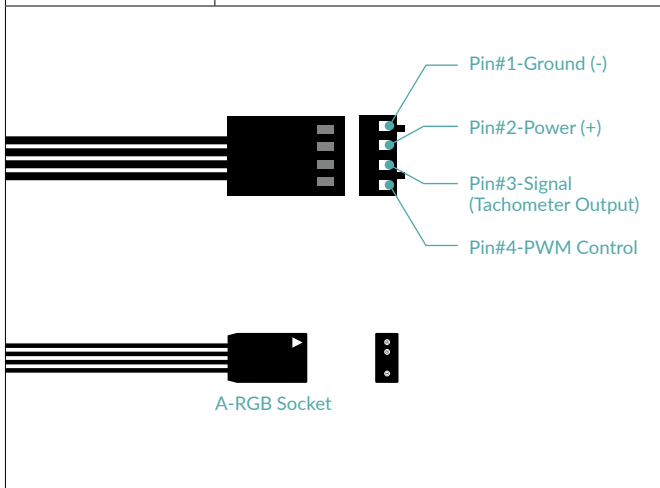 Pin#1-Ground (-)
Pin#2-Power (+)
Pin#3-Signal
(Tachometer Output)
Pin#4-PWM Control
A-RGB Socket